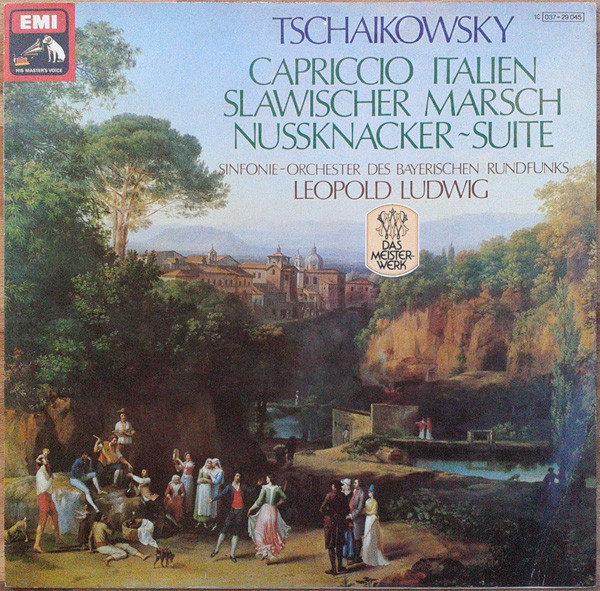 EMI
HIS MASTER'S VOICE
1C 037-29 045
TSCHAIKOWSKY
CAPRICCIO ITALIEN
SLAWISCHER MARSCH
NUSSKNACKER~SUITE
SINFONIE-ORCHESTER DES BAYERISCHEN RUNDFUNKS
LEOPOLD LUDWIG
DAS
MEISTER-
WERK